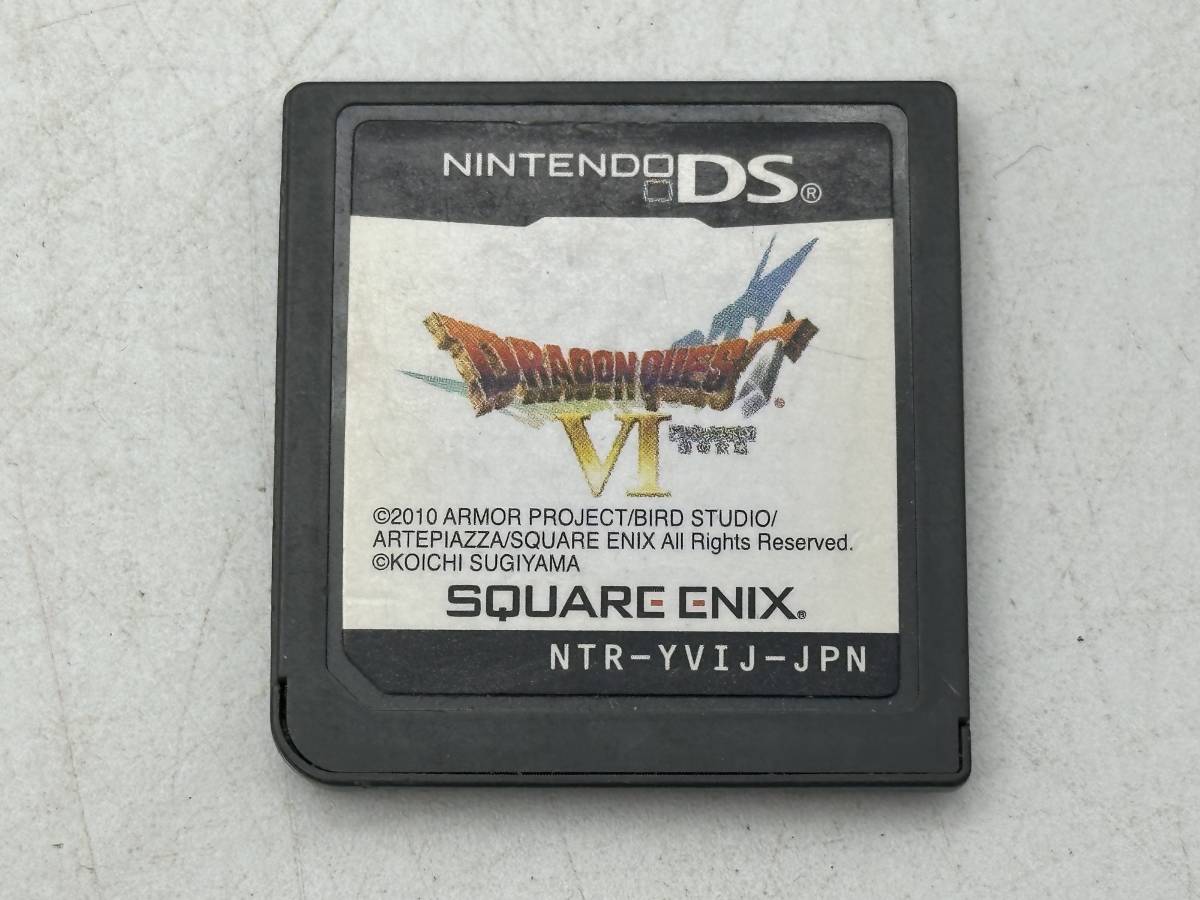 NINTENDO DS®
DRAGON QUEST
VI
©2010 ARMOR PROJECT/BIRD STUDIO/
ARTEPIAZZA/SQUARE ENIX All Rights Reserved.
©KOICHI SUGIYAMA
SQUARE ENIX®
NTR-YVIJ-JPN